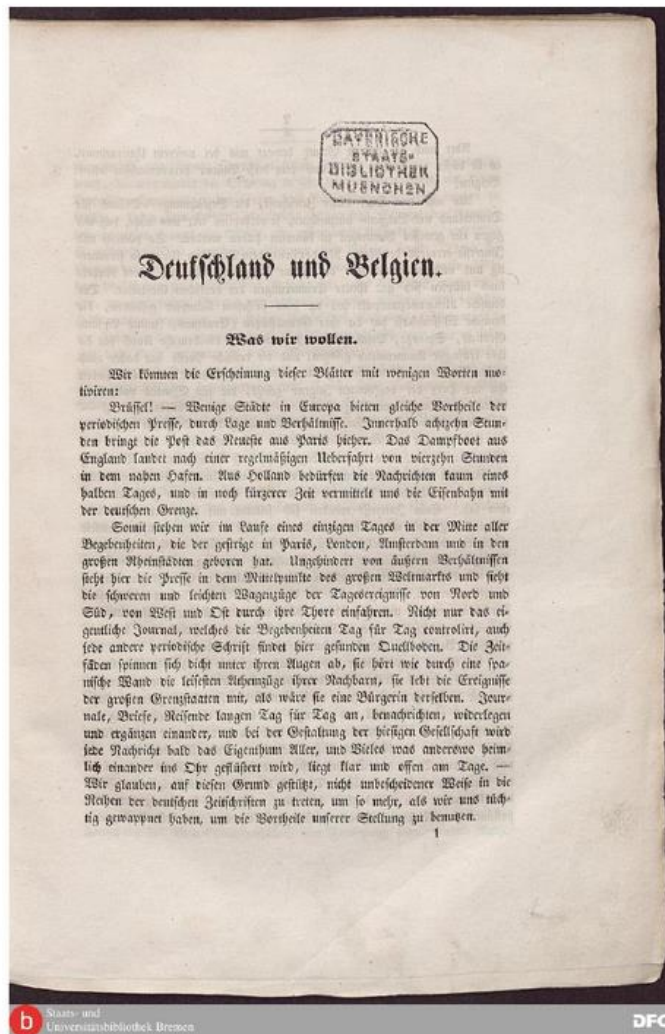 BAYERISCHE
STAATS-
BIBLIOTHEK
MUENCHEN
Deutschland und Belgien.
Was wir wollen.
Wir könnten die Erscheinung dieser Blätter mit wenigen Worten mo-
tiviren:
Brüssel! — Wenige Städte in Europa bieten gleiche Vortheile der
periodischen Presse, durch Lage und Verhältnisse. Innerhalb achtzehn Stun-
den bringt die Post das Neueste aus Paris hieher. Das Dampfboot aus
England landet nach einer regelmäßigen Ueberfahrt von vierzehn Stunden
in dem nahen Hafen. Aus Holland bedürfen die Nachrichten kaum eines
halben Tages, und in noch kürzerer Zeit vermittelt uns die Eisenbahn mit
der deutschen Grenze.
Somit stehen wir im Laufe eines einzigen Tages in der Mitte aller
Begebenheiten, die der gestrige in Paris, London, Amsterdam und in den
großen Rheinstädten geboren hat. Ungehindert von äußern Verhältnissen
steht hier die Presse in dem Mittelpunkte des großen Weltmarkts und sieht
die schweren und leichten Wagenzüge der Tagesereignisse von Nord und
Süd, von West und Ost durch ihre Thore einfahren. Nicht nur das ei-
gentliche Journal, welches die Begebenheiten Tag für Tag controlirt, auch
jede andere periodische Schrift findet hier gesunden Quellboden. Die Zeit-
fäden spinnen sich dicht unter ihren Augen ab, sie hört wie durch eine spa-
nische Wand die leisesten Athemzüge ihrer Nachbarn, sie lebt die Ereignisse
der großen Grenzstaaten mit, als wäre sie eine Bürgerin derselben. Jour-
nale, Briefe, Reisende langen Tag für Tag an, benachrichten, widerlegen
und ergänzen einander, und bei der Gestaltung der hiesigen Gesellschaft wird
jede Nachricht bald das Eigenthum Aller, und Vieles was anderswo heim-
lich einander ins Ohr geflüstert wird, liegt klar und offen am Tage. —
Wir glauben, auf diesen Grund gestützt, nicht unbescheidener Weise in die
Reihen der deutschen Zeitschriften zu treten, um so mehr, als wir uns tüch-
tig gewappnet haben, um die Vortheile unserer Stellung zu benutzen.
1
b
Staats- und
Universitätsbibliothek Bremen
DFG